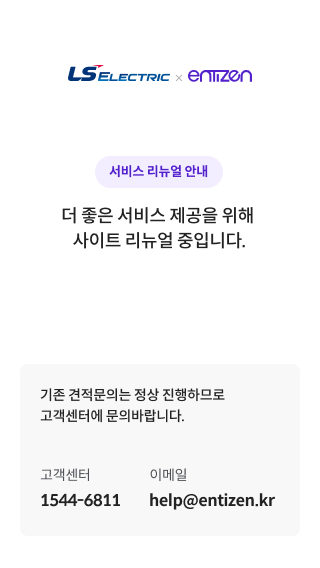 LS ELECTRIC × entizen
서비스 리뉴얼 안내
더 좋은 서비스 제공을 위해
사이트 리뉴얼 중입니다.
기존 견적문의는 정상 진행하므로
고객센터에 문의바랍니다.
고객센터 이메일
1544-6811 help@entizen.kr